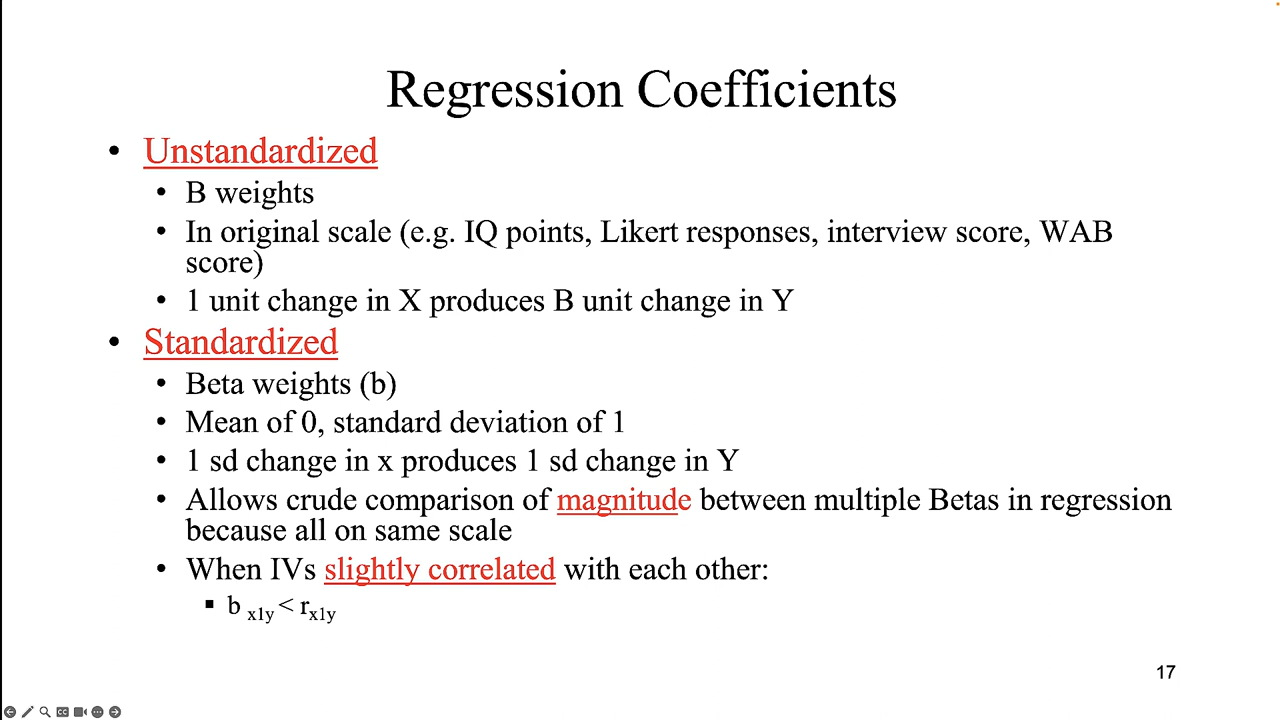 Regression Coefficients
• Unstandardized
• B weights
• In original scale (e.g. IQ points, Likert responses, interview score, WAB
score)
• 1 unit change in X produces B unit change in Y
• Standardized
• Beta weights (b)
• Mean of 0, standard deviation of 1
• 1 sd change in x produces 1 sd change in Y
• Allows crude comparison of magnitude between multiple Betas in regression
because all on same scale
• When IVs slightly correlated with each other:
▪ b x1y < rx1y
17